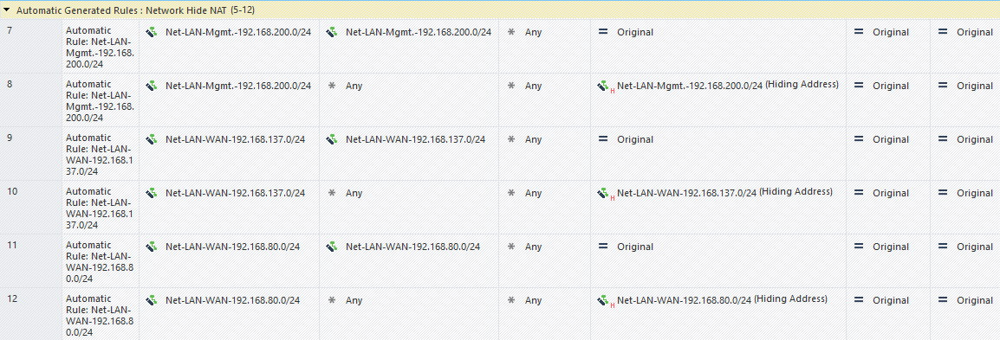 Automatic Generated Rules : Network Hide NAT (5-12)
7
Automatic
Rule: Net-LAN-
Mgmt.-192.168.
200.0/24
Net-LAN-Mgmt.-192.168.200.0/24
Net-LAN-Mgmt.-192.168.200.0/24
* Any
= Original
= Original
= Original
8
Automatic
Rule: Net-LAN-
Mgmt.-192.168.
200.0/24
Net-LAN-Mgmt.-192.168.200.0/24
* Any
* Any
H Net-LAN-Mgmt.-192.168.200.0/24 (Hiding Address)
= Original
= Original
9
Automatic
Rule: Net-LAN-
WAN-192.168.1
37.0/24
Net-LAN-WAN-192.168.137.0/24
Net-LAN-WAN-192.168.137.0/24
* Any
= Original
= Original
= Original
10
Automatic
Rule: Net-LAN-
WAN-192.168.1
37.0/24
Net-LAN-WAN-192.168.137.0/24
* Any
* Any
H Net-LAN-WAN-192.168.137.0/24 (Hiding Address)
= Original
= Original
11
Automatic
Rule: Net-LAN-
WAN-192.168.8
0.0/24
Net-LAN-WAN-192.168.80.0/24
Net-LAN-WAN-192.168.80.0/24
* Any
= Original
= Original
= Original
12
Automatic
Rule: Net-LAN-
WAN-192.168.8
0.0/24
Net-LAN-WAN-192.168.80.0/24
* Any
* Any
H Net-LAN-WAN-192.168.80.0/24 (Hiding Address)
= Original
= Original